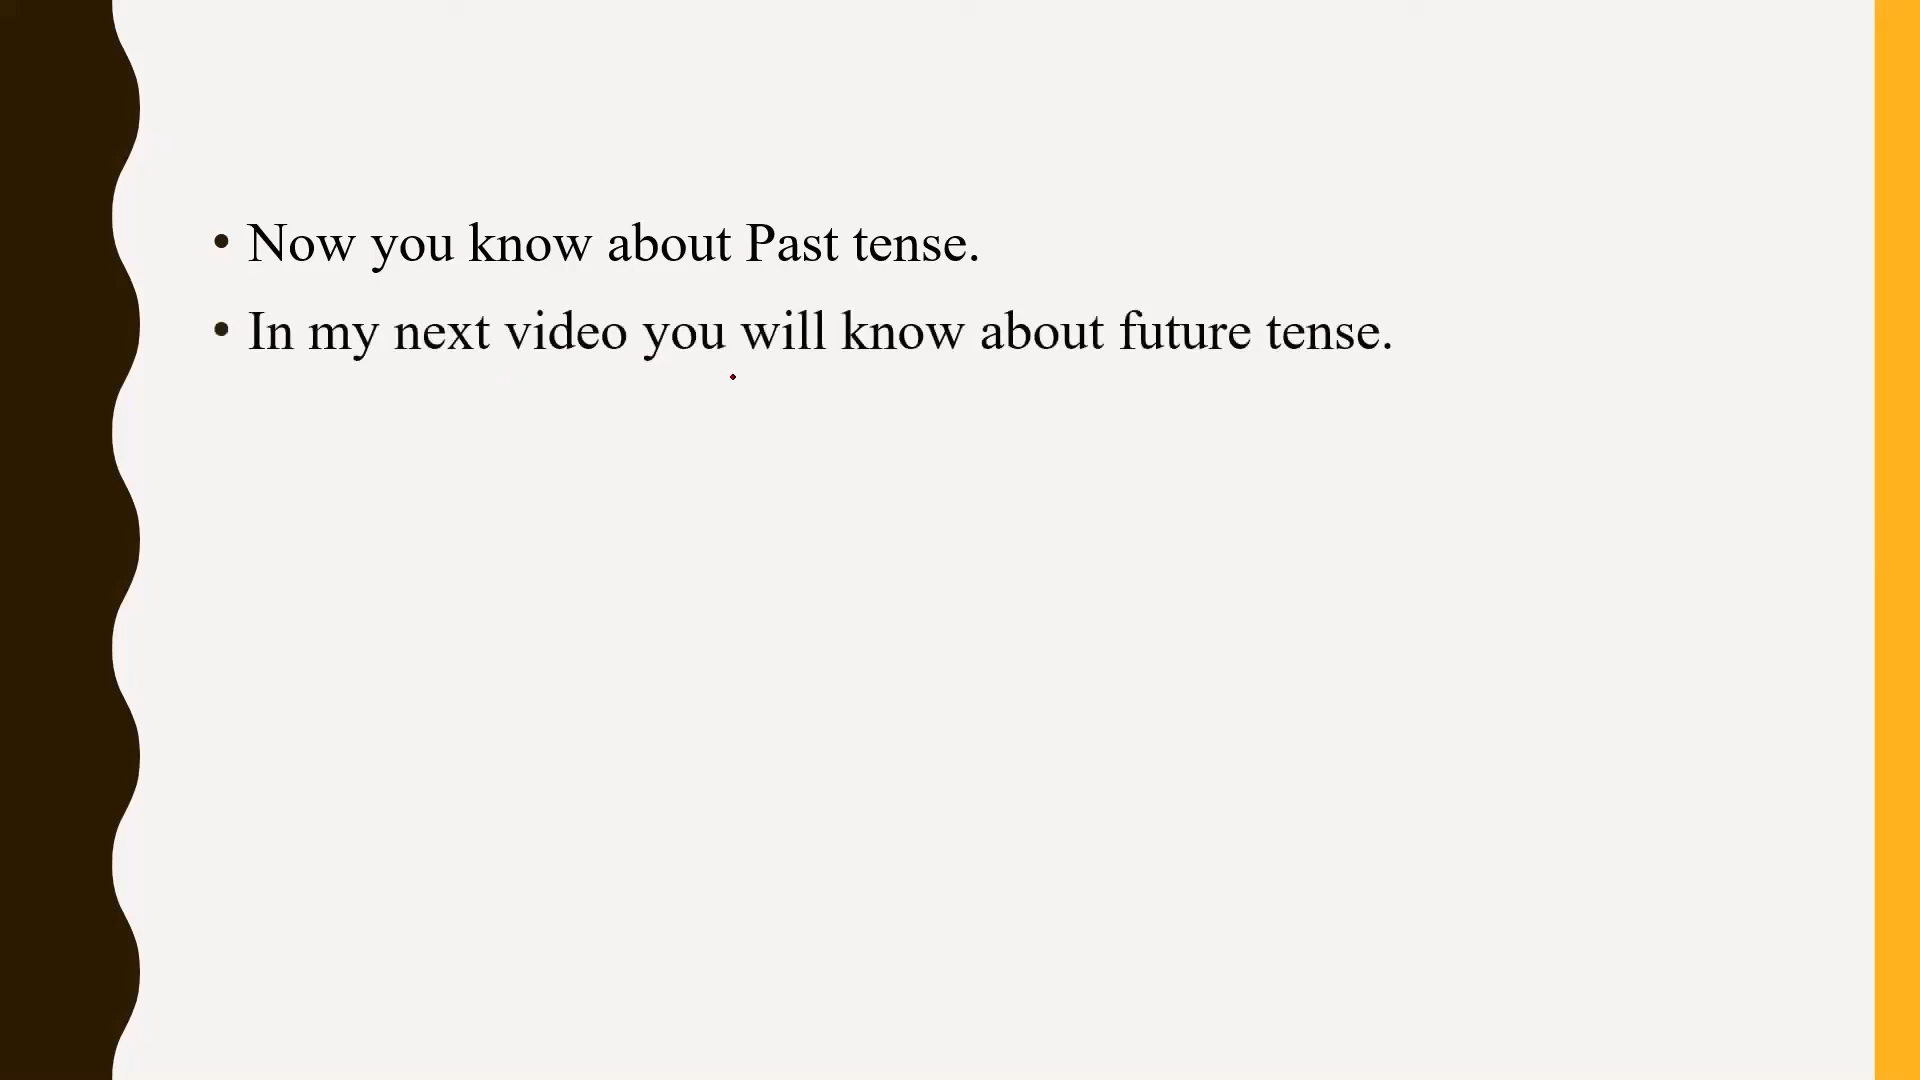 • Now you know about Past tense.
• In my next video you will know about future tense.